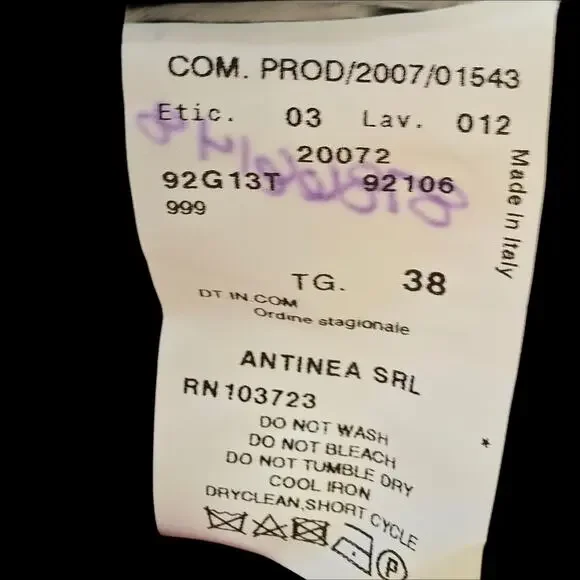 COM. PROD/2007/01543
Etic. 03 Lav. 012
20072
92G13T 92106
999
Made In Italy
TG. 38
DT IN.COM
Ordine stagionale
ANTINEA SRL
RN103723
DO NOT WASH
DO NOT BLEACH
DO NOT TUMBLE DRY
COOL IRON
DRYCLEAN,SHORT CYCLE
*
P